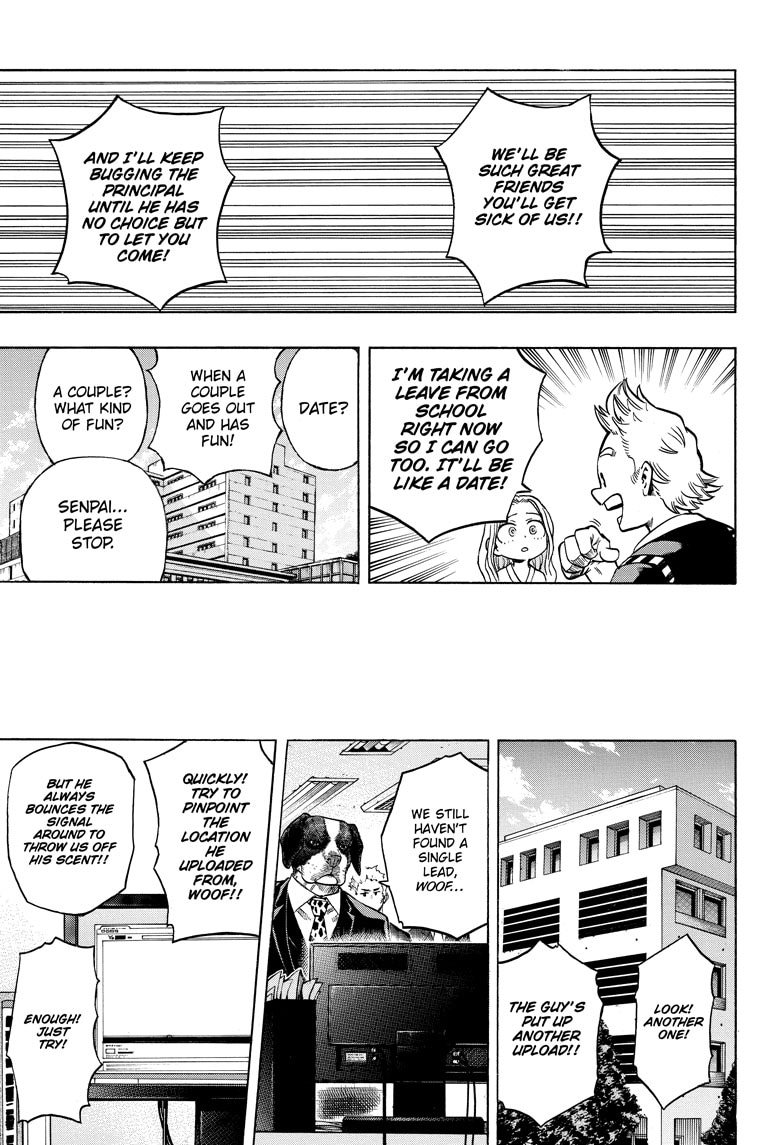 WE'LL BE
SUCH GREAT
FRIENDS
YOU'LL GET
SICK OF US!!
AND I'LL KEEP
BUGGING THE
PRINCIPAL
UNTIL HE HAS
NO CHOICE BUT
TO LET YOU
COME!
I'M TAKING A
LEAVE FROM
SCHOOL
RIGHT NOW
SO I CAN GO
TOO. IT'LL BE
LIKE A DATE!
DATE?
WHEN A
COUPLE
GOES OUT
AND HAS
FUN!
A COUPLE?
WHAT KIND
OF FUN?
SENPAI...
PLEASE
STOP.
LOOK!
ANOTHER
ONE!
THE GUY'S
PUT UP
ANOTHER
UPLOAD!!
WE STILL
HAVEN'T
FOUND A
SINGLE
LEAD,
WOOF...
QUICKLY!
TRY TO
PINPOINT
THE
LOCATION
HE
UPLOADED
FROM,
WOOF!!
BUT HE
ALWAYS
BOUNCES THE
SIGNAL
AROUND TO
THROW US OFF
HIS SCENT!!
ENOUGH!
JUST
TRY!